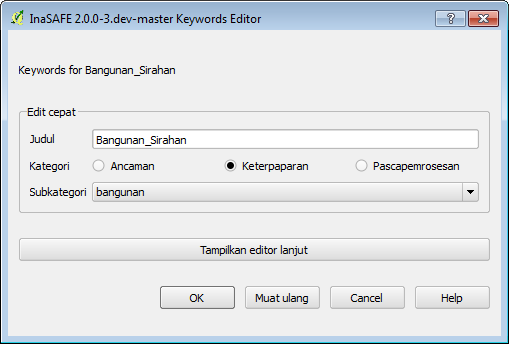 InaSAFE 2.0.0-3.dev-master Keywords Editor
Keywords for Bangunan_Sirahan
Edit cepat
Judul Bangunan_Sirahan
Kategori Ancaman Keterpaparan Pascapemrosesan
Subkategori bangunan
Tampilkan editor lanjut
OK Muat ulang Cancel Help